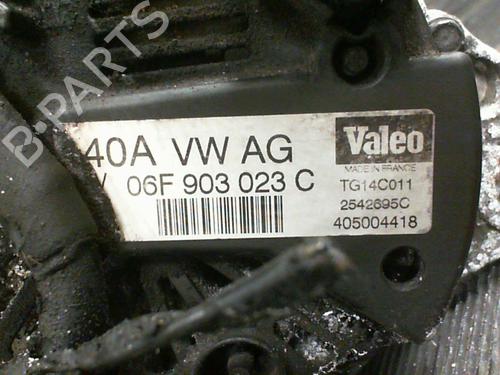 B-PARTS
40A VW AG
06F 903 023 C
Valeo
MADE IN FRANCE
TG14C011
2542695C
405004418